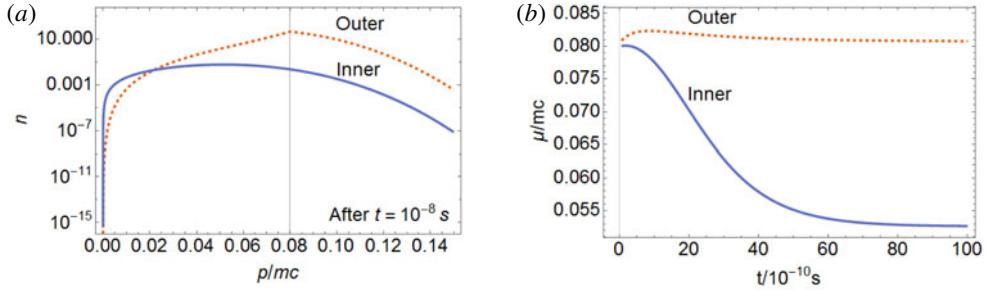 (a)
10.000
0.001
10⁻⁷
10⁻¹¹
10⁻¹⁵
n
Outer
Inner
After t = 10⁻⁸ s
0.00 0.02 0.04 0.06 0.08 0.10 0.12 0.14
p/mc
(b)
0.085
0.080
0.075
0.070
0.065
0.060
0.055
μ/mc
Outer
Inner
0 20 40 60 80 100
t/10⁻¹⁰s